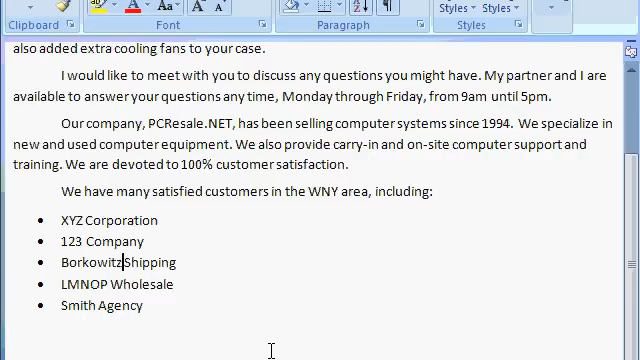 Clipboard
Font
Paragraph
Styles
Styles
Styles
also added extra cooling fans to your case.
I would like to meet with you to discuss any questions you might have. My partner and I are
available to answer your questions any time, Monday through Friday, from 9am until 5pm.
Our company, PCResale.NET, has been selling computer systems since 1994. We specialize in
new and used computer equipment. We also provide carry-in and on-site computer support and
training. We are devoted to 100% customer satisfaction.
We have many satisfied customers in the WNY area, including:
• XYZ Corporation
• 123 Company
• Borkowitz Shipping
• LMNOP Wholesale
• Smith Agency